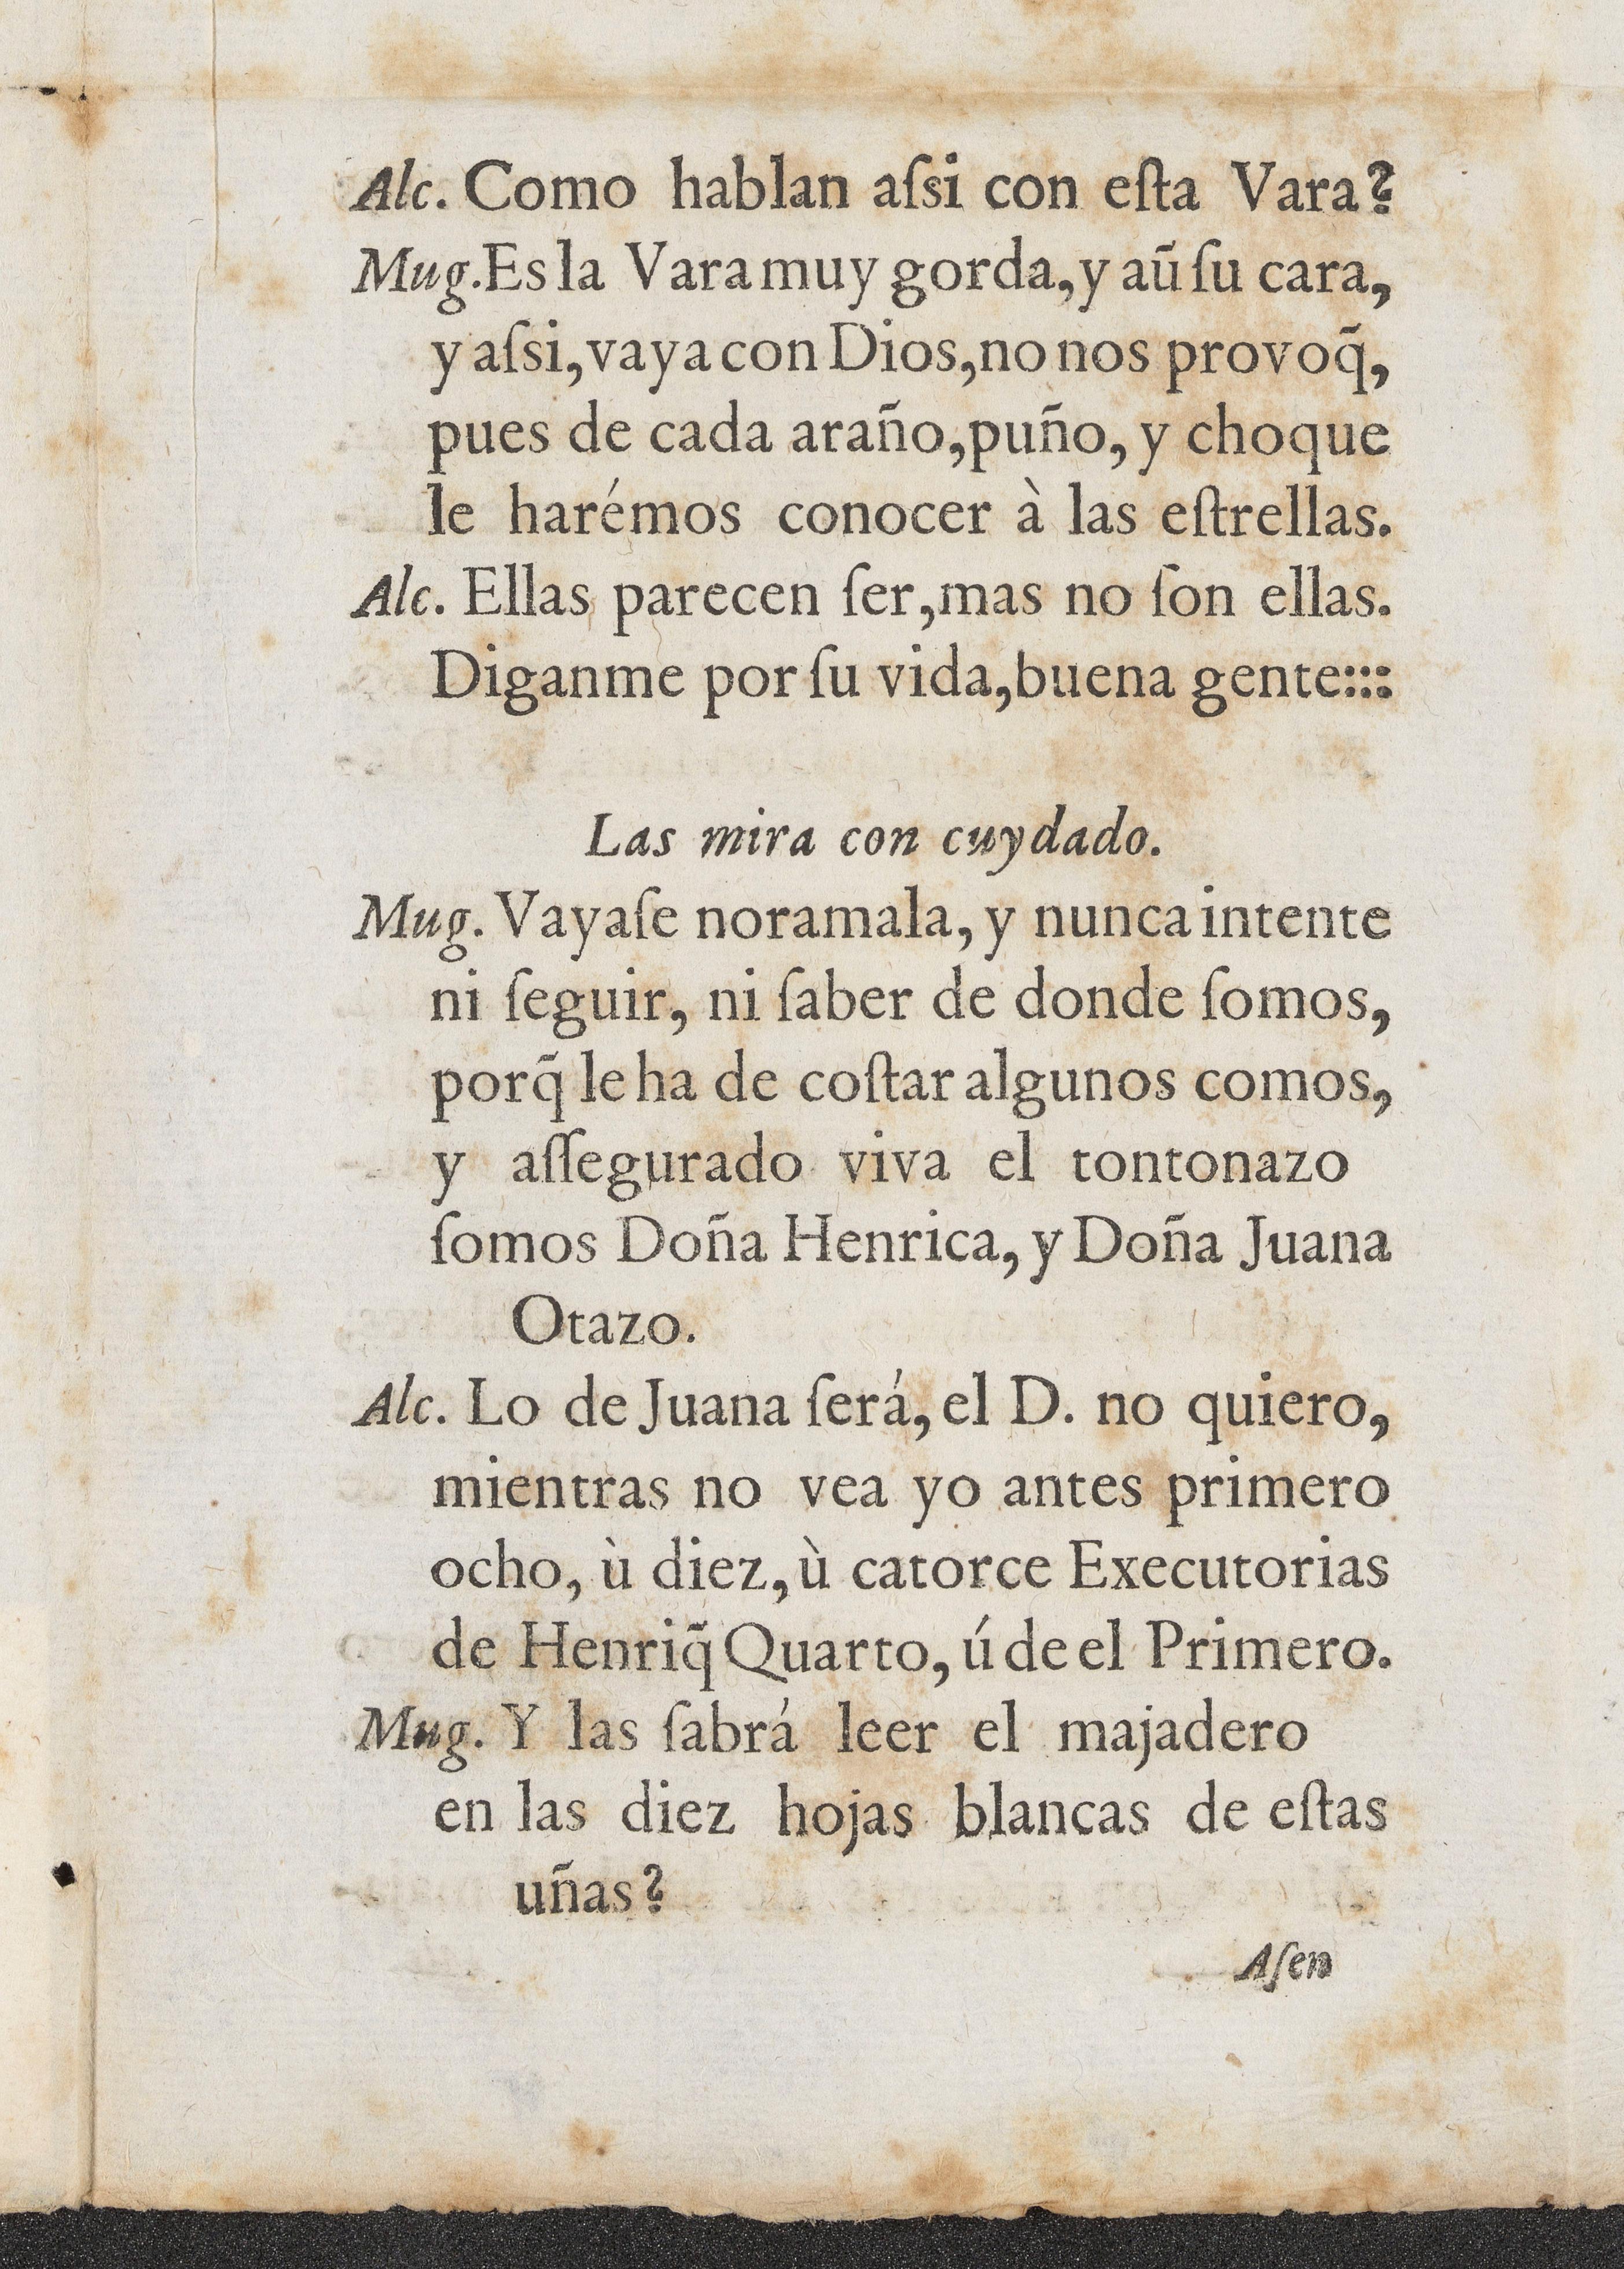 Alc. Como hablan aſsi con eſta Vara?
Mug. Es la Vara muy gorda, y aũ ſu cara,
y aſsi, vaya con Dios, no nos provoq̃,
pues de cada araño, puño, y choque
le harémos conocer à las eſtrellas.
Alc. Ellas parecen ſer, mas no ſon ellas.
Diganme por ſu vida, buena gente:::
Las mira con cuydado.
Mug. Vayaſe noramala, y nunca intente
ni ſeguir, ni ſaber de donde ſomos,
porq̃ le ha de coſtar algunos comos,
y aſſegurado viva el tontonazo
ſomos Doña Henrica, y Doña Juana
Otazo.
Alc. Lo de Juana ſerá, el D. no quiero,
mientras no vea yo antes primero
ocho, ù diez, ù catorce Executorias
de Henriq̃ Quarto, ú de el Primero.
Mug. Y las ſabrá leer el majadero
en las diez hojas blancas de eſtas
uñas?
Aſen